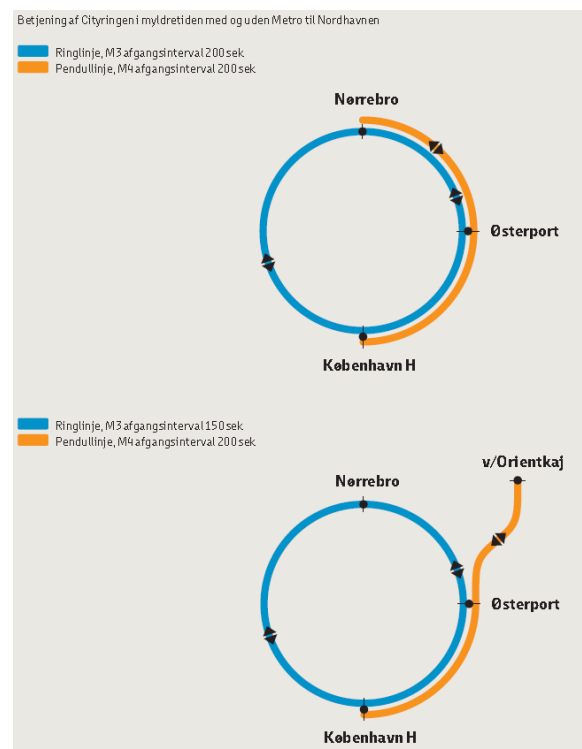 Betjening af Cityringen i myldretiden med og uden Metro til Nordhavnen
Ringlinje, M3 afgangsinterval 200 sek
Pendullinje, M4 afgangsinterval 200 sek
Nørrebro
Østerport
København H
Ringlinje, M3 afgangsinterval 150 sek
Pendullinje, M4 afgangsinterval 200 sek
v/Orientkaj
Nørrebro
Østerport
København H